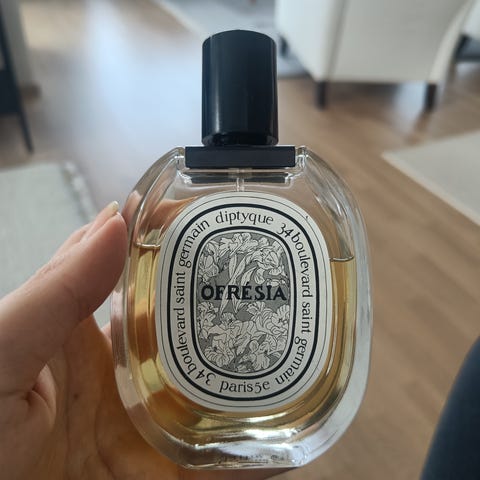 diptyque 34 boulevard saint germain paris5e 34 boulevard saint germain
OFRÉSIA